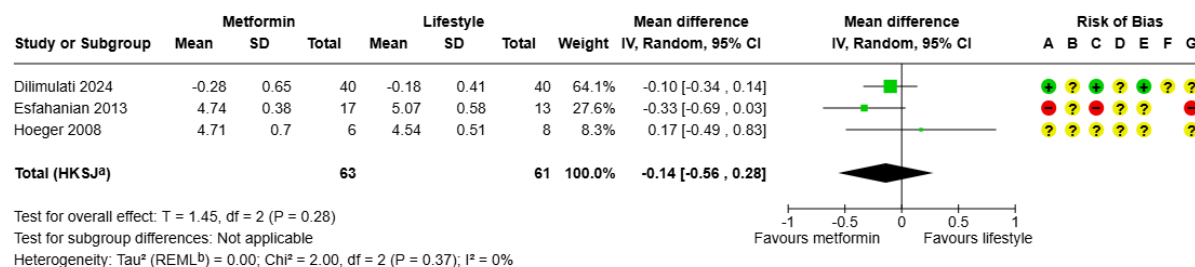 Metformin Lifestyle Mean difference Mean difference Risk of Bias
Study or Subgroup Mean SD Total Mean SD Total Weight IV, Random, 95% CI IV, Random, 95% CI A B C D E F G
Dilimulati 2024 -0.28 0.65 40 -0.18 0.41 40 64.1% -0.10 [-0.34 , 0.14] + ? + ? + ? ?
Esfahanian 2013 4.74 0.38 17 5.07 0.58 13 27.6% -0.33 [-0.69 , 0.03] − ? − ? ? −
Hoeger 2008 4.71 0.7 6 4.54 0.51 8 8.3% 0.17 [-0.49 , 0.83] ? ? ? ? ? ?
Total (HKSJᵃ) 63 61 100.0% -0.14 [-0.56 , 0.28]
Test for overall effect: T = 1.45, df = 2 (P = 0.28)
Test for subgroup differences: Not applicable
Heterogeneity: Tau² (REMLᵇ) = 0.00; Chi² = 2.00, df = 2 (P = 0.37); I² = 0%
-1 -0.5 0 0.5 1
Favours metformin Favours lifestyle